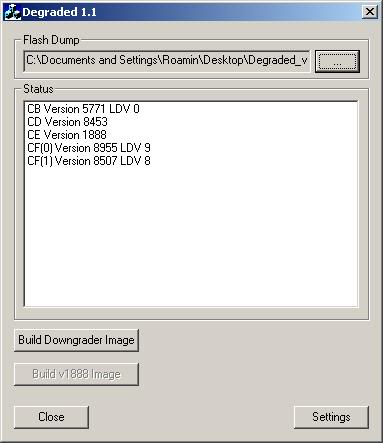 Degraded 1.1
Flash Dump
C:\Documents and Settings\Roamin\Desktop\Degraded_v
...
Status
CB Version 5771 LDV 0
CD Version 8453
CE Version 1888
CF(0) Version 8955 LDV 9
CF(1) Version 8507 LDV 8
Build Downgrader Image
Build v1888 Image
Close
Settings